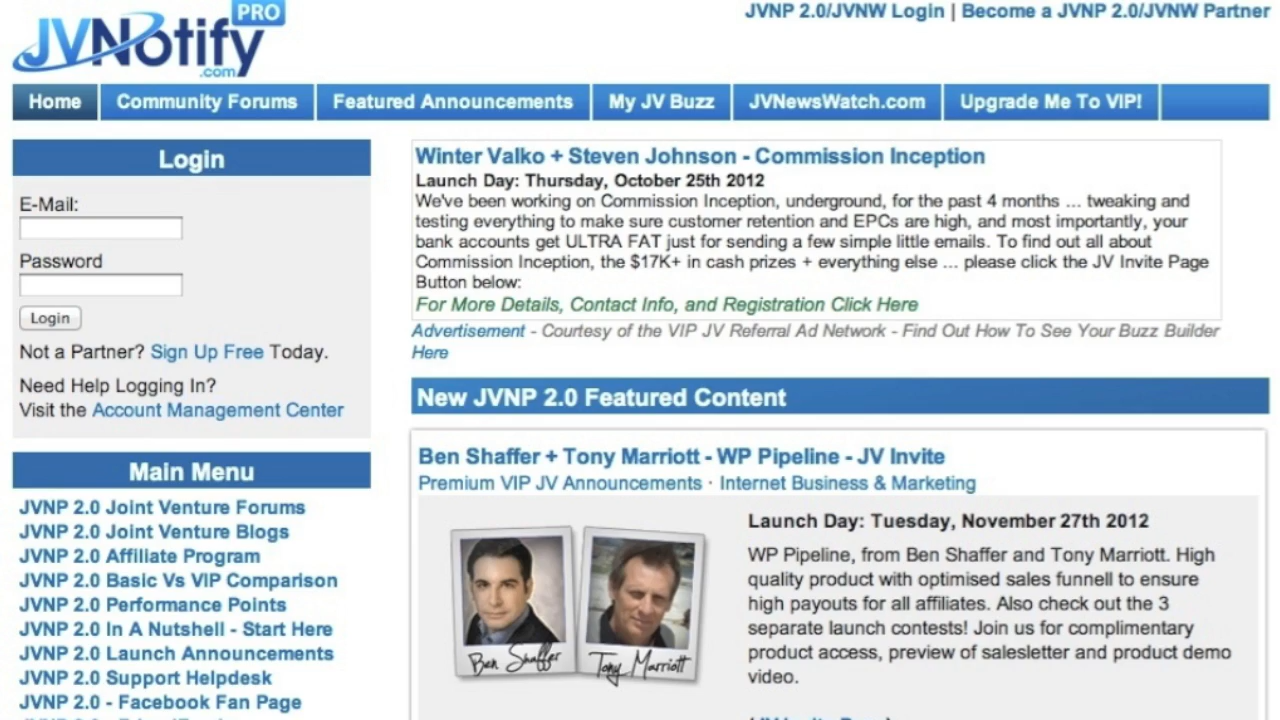 JVNotify PRO
.com
JVNP 2.0/JVNW Login | Become a JVNP 2.0/JVNW Partner
Home
Community Forums
Featured Announcements
My JV Buzz
JVNewsWatch.com
Upgrade Me To VIP!
Login
E-Mail:
Password
Login
Not a Partner? Sign Up Free Today.
Need Help Logging In?
Visit the Account Management Center
Main Menu
JVNP 2.0 Joint Venture Forums
JVNP 2.0 Joint Venture Blogs
JVNP 2.0 Affiliate Program
JVNP 2.0 Basic Vs VIP Comparison
JVNP 2.0 Performance Points
JVNP 2.0 In A Nutshell - Start Here
JVNP 2.0 Launch Announcements
JVNP 2.0 Support Helpdesk
JVNP 2.0 - Facebook Fan Page
Winter Valko + Steven Johnson - Commission Inception
Launch Day: Thursday, October 25th 2012
We've been working on Commission Inception, underground, for the past 4 months ... tweaking and
testing everything to make sure customer retention and EPCs are high, and most importantly, your
bank accounts get ULTRA FAT just for sending a few simple little emails. To find out all about
Commission Inception, the $17K+ in cash prizes + everything else ... please click the JV Invite Page
Button below:
For More Details, Contact Info, and Registration Click Here
Advertisement - Courtesy of the VIP JV Referral Ad Network - Find Out How To See Your Buzz Builder
Here
New JVNP 2.0 Featured Content
Ben Shaffer + Tony Marriott - WP Pipeline - JV Invite
Premium VIP JV Announcements · Internet Business & Marketing
Ben Shaffer
Tony Marriott
Launch Day: Tuesday, November 27th 2012
WP Pipeline, from Ben Shaffer and Tony Marriott. High
quality product with optimised sales funnell to ensure
high payouts for all affiliates. Also check out the 3
separate launch contests! Join us for complimentary
product access, preview of salesletter and product demo
video.